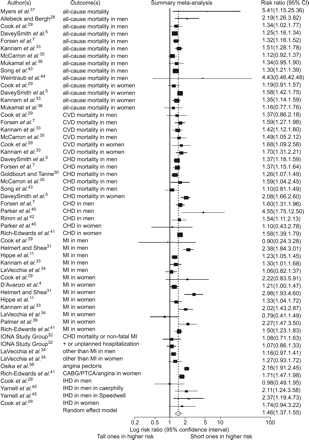 Author(s)	Outcome(s)	Summary meta-analysis	Risk ratio (95% CI)
Myers et al.37	all-cause mortality	5.41(1.15,25.36)
Allebeck and Bergh26	all-cause mortality	2.19(1.26,3.82)
Cook et al.29	all-cause mortality in men	1.34(1.02,1.77)
DaveySmith et al.5	all-cause mortality in men	1.25(1.16,1.34)
Forsen et al.7	all-cause mortality in men	1.32(1.16,1.52)
Kannam et al.33	all-cause mortality in men	1.51(1.28,1.78)
McCarron et al.35	all-cause mortality in men	1.12(0.92,1.37)
Mukamal et al.36	all-cause mortality in men	1.34(0.95,1.90)
Song et al.43	all-cause mortality in men	1.30(1.21,1.39)
Weintraub et al.44	all-cause mortality in men	4.43(0.46,42.48)
Cook et al.29	all-cause mortality in women	1.19(0.91,1.57)
DaveySmith et al.5	all-cause mortality in women	1.58(1.42,1.75)
Kannam et al.33	all-cause mortality in women	1.35(1.14,1.59)
Mukamal et al.36	all-cause mortality in women	1.16(0.77,1.76)
Cook et al.29	CVD mortality in men	1.37(0.86,2.18)
Forsen et al.7	CVD mortality in men	1.59(1.27,1.98)
Kannam et al.33	CVD mortality in men	1.42(1.12,1.80)
McCarron et al.35	CVD mortality in men	1.49(1.05,2.12)
Cook et al.29	CVD mortality in women	1.68(1.09,2.58)
Kannam et al.33	CVD mortality in women	1.70(1.31,2.21)
DaveySmith et al.5	CHD mortality in men	1.37(1.18,1.59)
Forsen et al.7	CHD mortality in men	1.37(1.15,1.64)
Goldbourt and Tanne30	CHD mortality in men	1.26(1.07,1.49)
McCarron et al.35	CHD mortality in men	1.59(1.04,2.45)
Song et al.43	CHD mortality in men	1.10(0.81,1.49)
DaveySmith et al.5	CHD mortality in women	2.08(1.66,2.60)
Forsen et al.7	CHD in men	1.60(1.31,1.96)
Parker et al.40	CHD in men	4.55(1.75,12.50)
Rimm et al.42	CHD in men	1.54(1.11,2.13)
Parker et al.40	CHD in women	1.10(0.43,2.78)
Rich-Edwards et al.41	CHD in women	1.58(1.39,1.79)
Cook et al.29	MI in men	0.90(0.24,3.28)
Helmert and Shea31	MI in men	2.38(1.84,3.01)
Hippe et al.11	MI in men	1.23(1.05,1.45)
Kannam et al.33	MI in men	1.30(1.01,1.68)
LaVecchia et al.34	MI in men	1.06(0.82,1.37)
Cook et al.29	MI in women	2.22(0.83,5.91)
D'Avanzo et al.4	MI in women	1.21(1.00,1.47)
Helmert and Shea31	MI in women	2.98(1.93,4.60)
Hippe et al.11	MI in women	1.33(1.04,1.72)
Kannam et al.33	MI in women	2.02(1.43,2.87)
LaVecchia et al.34	MI in women	0.79(0.41,1.49)
Palmer et al.39	MI in women	2.27(1.47,3.50)
Rich-Edwards et al.41	MI in women	1.50(1.23,1.83)
IONA Study Group32	CHD mortality or non-fatal MI	1.08(0.71,1.63)
IONA Study Group32	+ or unplanned hospitalization	1.07(0.86,1.33)
LaVecchia et al.34	other than MI in men	1.16(0.97,1.41)
LaVecchia et al.34	other than MI in women	1.27(0.93,1.72)
Osika et al.38	angina pectoris	2.16(1.91,2.45)
Rich-Edwards et al.41	CABG/PTCA/angina in women	1.71(1.47,1.98)
Cook et al.29	IHD in men	0.98(0.49,1.95)
Yarnell et al.45	IHD in men in caerphilly	2.11(1.24,3.58)
Yarnell et al.45	IHD in men in Speedwell	2.37(1.19,4.73)
Cook et al.29	IHD in women	1.74(0.94,3.22)
Random effect model	1.46(1.37,1.55)
.1 .2 .5 1 2 5 10
Log risk ratio (95% confidence interval)
Tall ones in higher risk	Short ones in higher risk